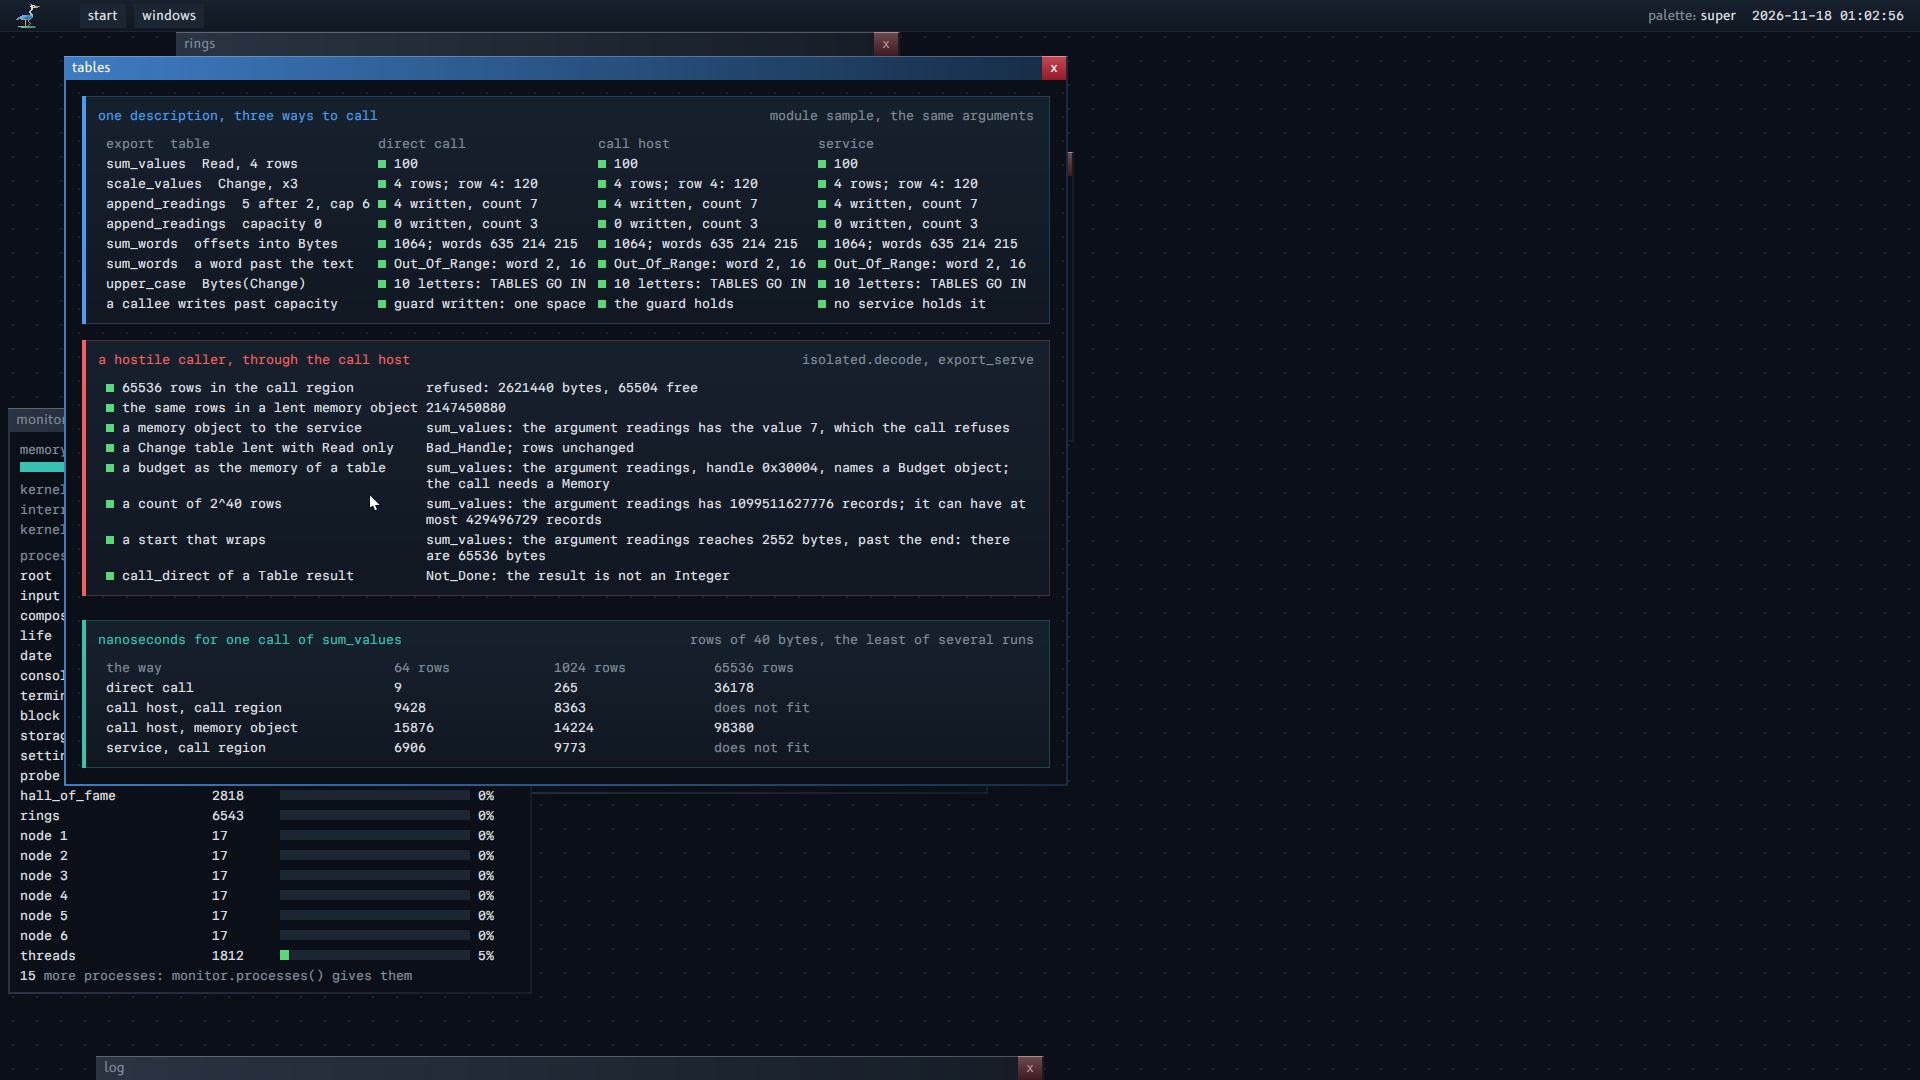 start windows palette: super 2026-11-18 01:02:56
rings x
tables x
one description, three ways to call module sample, the same arguments
export table direct call call host service
sum_values Read, 4 rows 100 100 100
scale_values Change, x3 4 rows; row 4: 120 4 rows; row 4: 120 4 rows; row 4: 120
append_readings 5 after 2, cap 6 4 written, count 7 4 written, count 7 4 written, count 7
append_readings capacity 0 0 written, count 3 0 written, count 3 0 written, count 3
sum_words offsets into Bytes 1064; words 635 214 215 1064; words 635 214 215 1064; words 635 214 215
sum_words a word past the text Out_Of_Range: word 2, 16 Out_Of_Range: word 2, 16 Out_Of_Range: word 2, 16
upper_case Bytes(Change) 10 letters: TABLES GO IN 10 letters: TABLES GO IN 10 letters: TABLES GO IN
a callee writes past capacity guard written: one space the guard holds no service holds it
a hostile caller, through the call host isolated.decode, export_serve
65536 rows in the call region refused: 2621440 bytes, 65504 free
the same rows in a lent memory object 2147450880
a memory object to the service sum_values: the argument readings has the value 7, which the call refuses
a Change table lent with Read only Bad_Handle; rows unchanged
a budget as the memory of a table sum_values: the argument readings, handle 0x30004, names a Budget object;
the call needs a Memory
a count of 2^40 rows sum_values: the argument readings has 1099511627776 records; it can have at
most 429496729 records
a start that wraps sum_values: the argument readings reaches 2552 bytes, past the end: there
are 65536 bytes
call_direct of a Table result Not_Done: the result is not an Integer
nanoseconds for one call of sum_values rows of 40 bytes, the least of several runs
the way 64 rows 1024 rows 65536 rows
direct call 9 265 36178
call host, call region 9428 8363 does not fit
call host, memory object 15876 14224 98380
service, call region 6906 9773 does not fit
monitor
memory
kernel
inter
kernel
proces
root
input
compos
life
date
consol
termin
block
storag
settin
probe
hall_of_fame 2818 0%
rings 6543 0%
node 1 17 0%
node 2 17 0%
node 3 17 0%
node 4 17 0%
node 5 17 0%
node 6 17 0%
threads 1812 5%
15 more processes: monitor.processes() gives them
log x